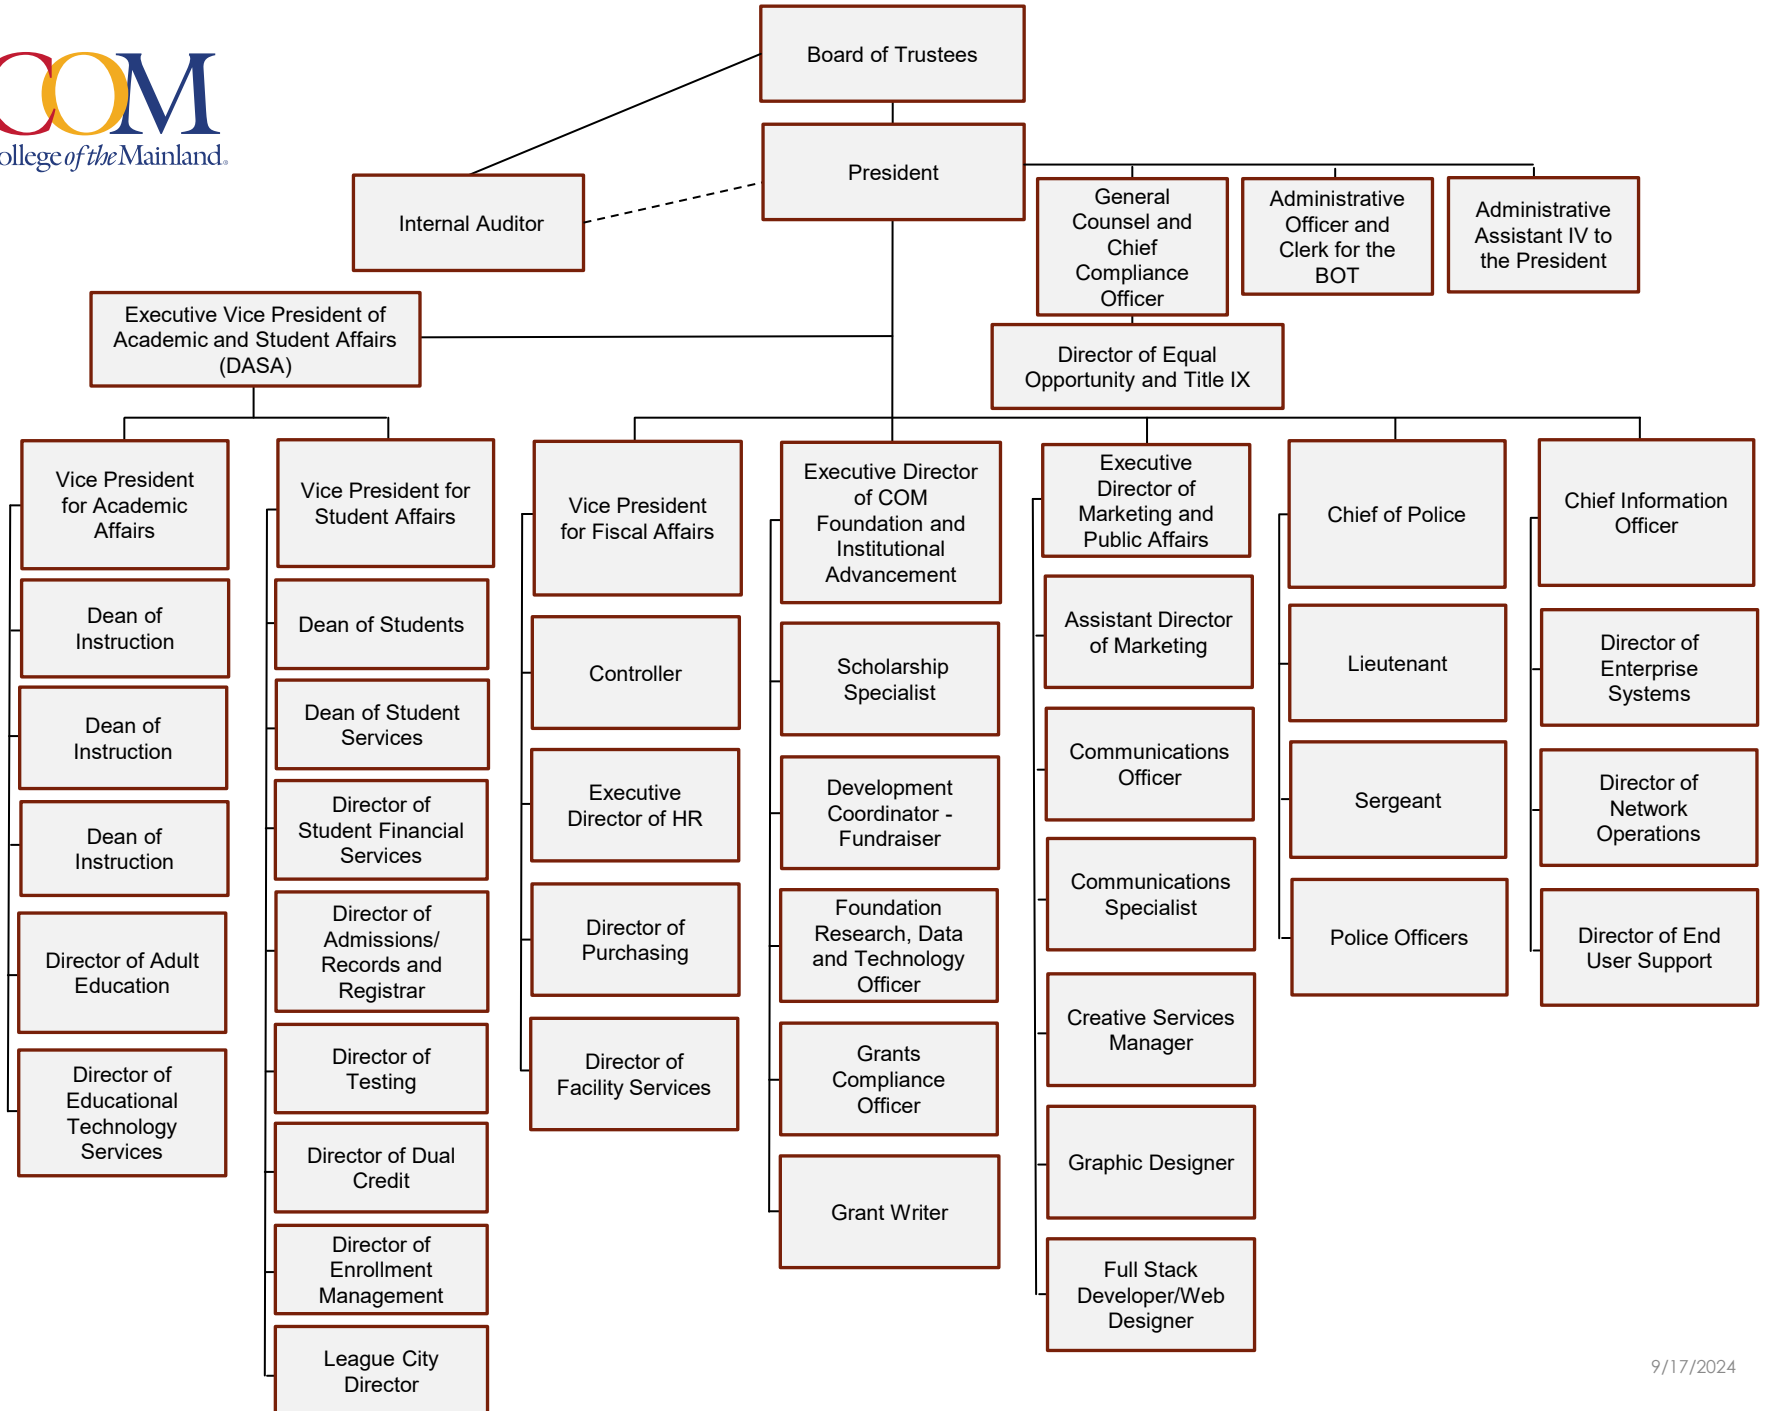 COM
ollege of the Mainland
Board of Trustees
President
Internal Auditor
General
Counsel and
Chief
Compliance
Officer
Administrative
Officer and
Clerk for the
BOT
Administrative
Assistant IV to
the President
Executive Vice President of
Academic and Student Affairs
(DASA)
Director of Equal
Opportunity and Title IX
Vice President
for Academic
Affairs
Dean of
Instruction
Dean of
Instruction
Dean of
Instruction
Director of Adult
Education
Director of
Educational
Technology
Services
Vice President for
Student Affairs
Dean of Students
Dean of Student
Services
Director of
Student Financial
Services
Director of
Admissions/
Records and
Registrar
Director of
Testing
Director of Dual
Credit
Director of
Enrollment
Management
League City
Director
Vice President
for Fiscal Affairs
Controller
Executive
Director of HR
Director of
Purchasing
Director of
Facility Services
Executive Director
of COM
Foundation and
Institutional
Advancement
Scholarship
Specialist
Development
Coordinator -
Fundraiser
Foundation
Research, Data
and Technology
Officer
Grants
Compliance
Officer
Grant Writer
Executive
Director of
Marketing and
Public Affairs
Assistant Director
of Marketing
Communications
Officer
Communications
Specialist
Creative Services
Manager
Graphic Designer
Full Stack
Developer/Web
Designer
Chief of Police
Lieutenant
Sergeant
Police Officers
Chief Information
Officer
Director of
Enterprise
Systems
Director of
Network
Operations
Director of End
User Support
9/17/2024